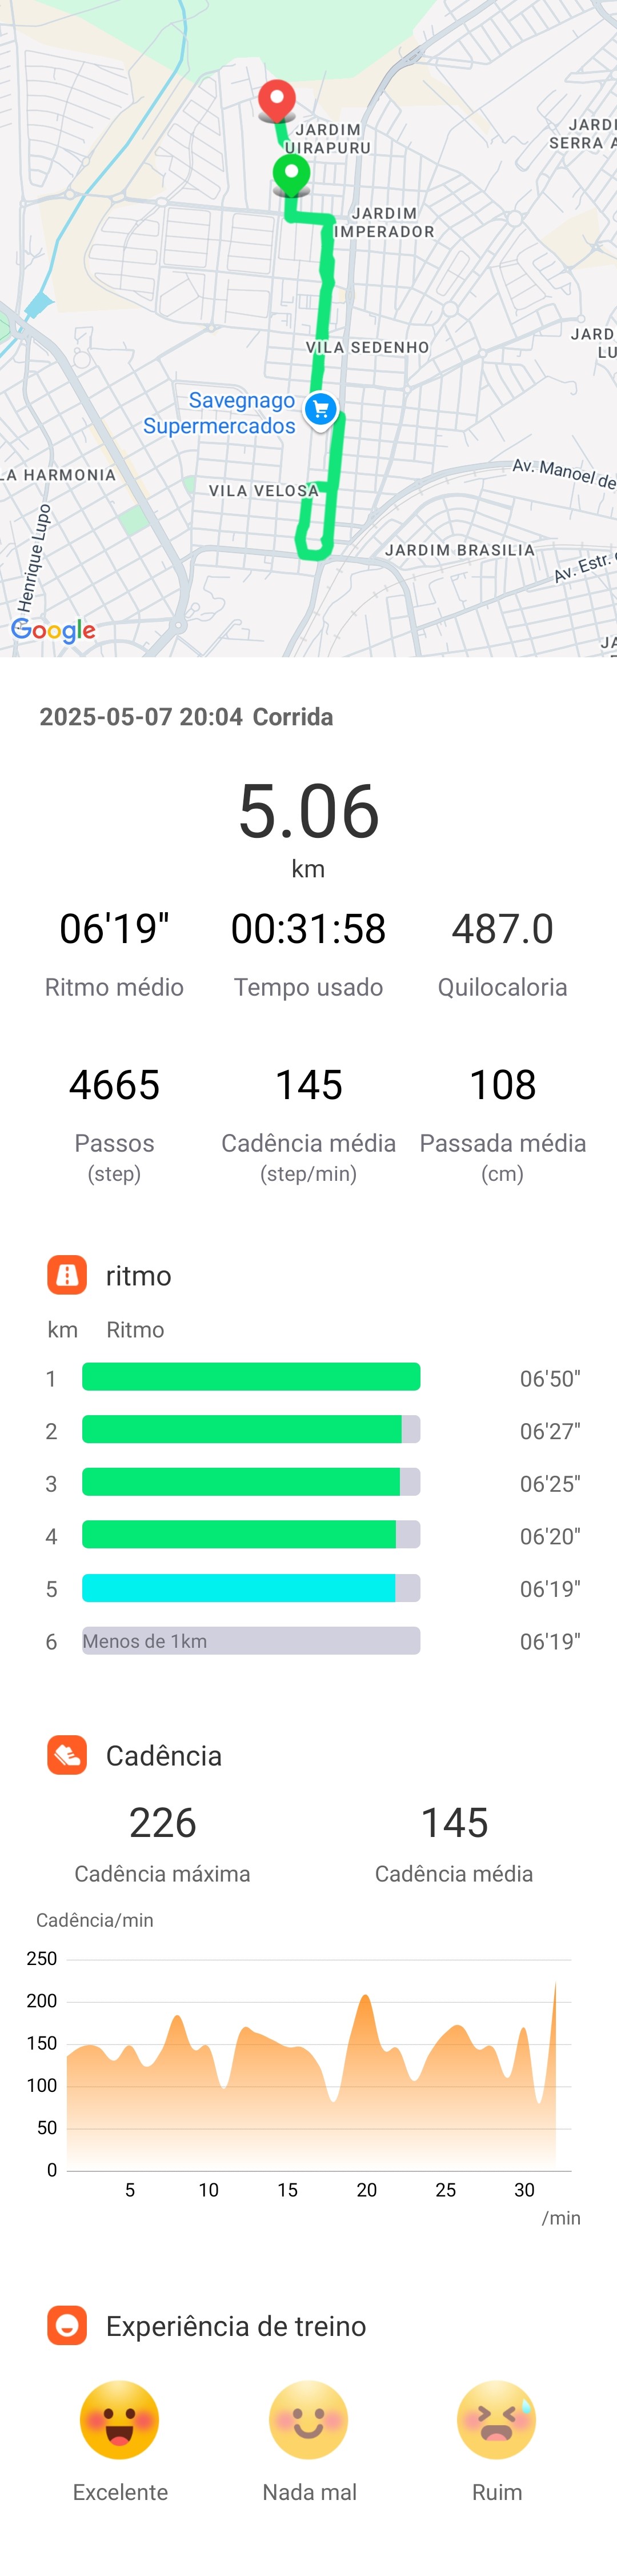 JARDIM
UIRAPURU
JARDI
SERRA A
JARDIM
IMPERADOR
VILA SEDENHO
JARD
LU
Savegnago
Supermercados
LA HARMONIA
VILA VELOSA
Av. Manoel de
Henrique Lupo
JARDIM BRASILIA
Av. Estr.
Google
JA
2025-05-07 20:04 Corrida
5.06
km
06'19" 00:31:58 487.0
Ritmo médio Tempo usado Quilocaloria
4665 145 108
Passos Cadência média Passada média
(step) (step/min) (cm)
ritmo
km Ritmo
1 06'50"
2 06'27"
3 06'25"
4 06'20"
5 06'19"
6 Menos de 1km 06'19"
Cadência
226 145
Cadência máxima Cadência média
Cadência/min
250
200
150
100
50
0
5 10 15 20 25 30
/min
Experiência de treino
Excelente Nada mal Ruim